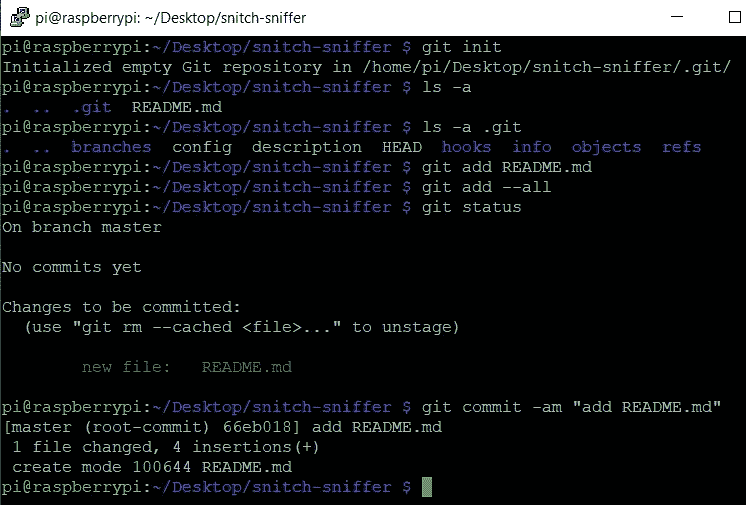 pi@raspberrypi: ~/Desktop/snitch-sniffer
pi@raspberrypi:~/Desktop/snitch-sniffer $ git init
Initialized empty Git repository in /home/pi/Desktop/snitch-sniffer/.git/
pi@raspberrypi:~/Desktop/snitch-sniffer $ ls -a
.  ..  .git  README.md
pi@raspberrypi:~/Desktop/snitch-sniffer $ ls -a .git
.  ..  branches  config  description  HEAD  hooks  info  objects  refs
pi@raspberrypi:~/Desktop/snitch-sniffer $ git add README.md
pi@raspberrypi:~/Desktop/snitch-sniffer $ git add --all
pi@raspberrypi:~/Desktop/snitch-sniffer $ git status
On branch master
No commits yet
Changes to be committed:
  (use "git rm --cached <file>..." to unstage)
        new file:   README.md
pi@raspberrypi:~/Desktop/snitch-sniffer $ git commit -am "add README.md"
[master (root-commit) 66eb018] add README.md
 1 file changed, 4 insertions(+)
 create mode 100644 README.md
pi@raspberrypi:~/Desktop/snitch-sniffer $